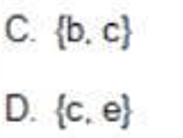 C. {b, c}
D. {c, e}